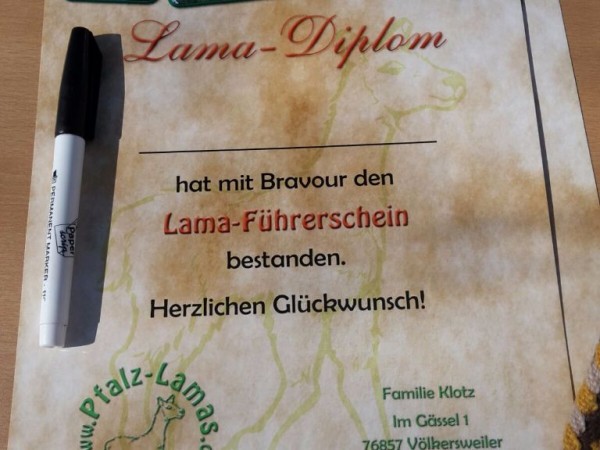 Lama-Diplom
hat mit Bravour den
Lama-Führerschein
bestanden.
Herzlichen Glückwunsch!
PERMANENT MARKER
www.Pfalz-Lamas.
Familie Klotz
Im Gässel 1
76857 Völkersweiler